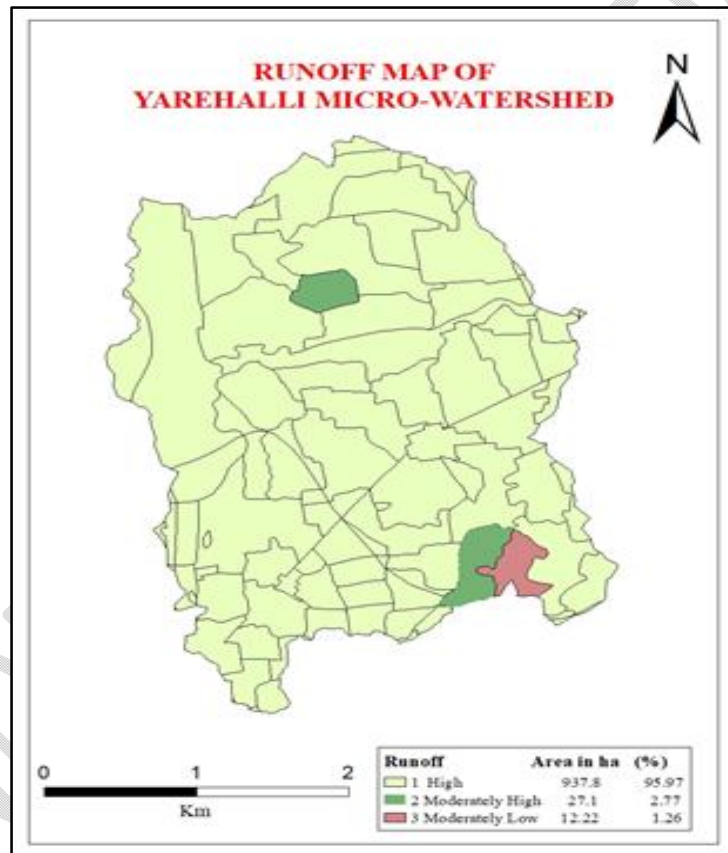 RUNOFF MAP OF
YAREHALLI MICRO-WATERSHED
N
0 1 2
Km
Runoff Area in ha (%)
1 High 937.8 95.97
2 Moderately High 27.1 2.77
3 Moderately Low 12.22 1.26